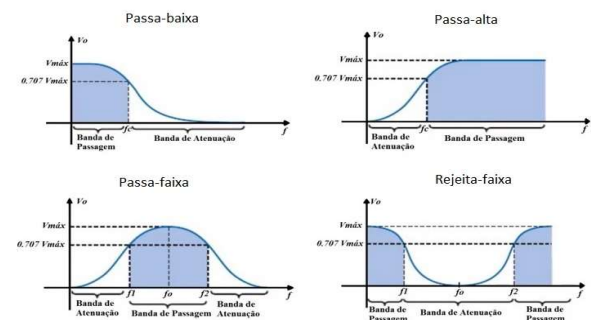 Passa-baixa
Vo
Vmáx
0.707 Vmáx
fc
f
Banda de
Passagem
Banda de Atenuação
Passa-alta
Vo
Vmáx
0.707 Vmáx
fc
f
Banda de
Atenuação
Banda de Passagem
Passa-faixa
Vo
Vmáx
0.707 Vmáx
f1
fo
f2
f
Banda de
Atenuação
Banda de Passagem
Banda de
Atenuação
Rejeita-faixa
Vo
Vmáx
0.707 Vmáx
f1
fo
f2
f
Banda de
Passagem
Banda de Atenuação
Banda de
Passagem